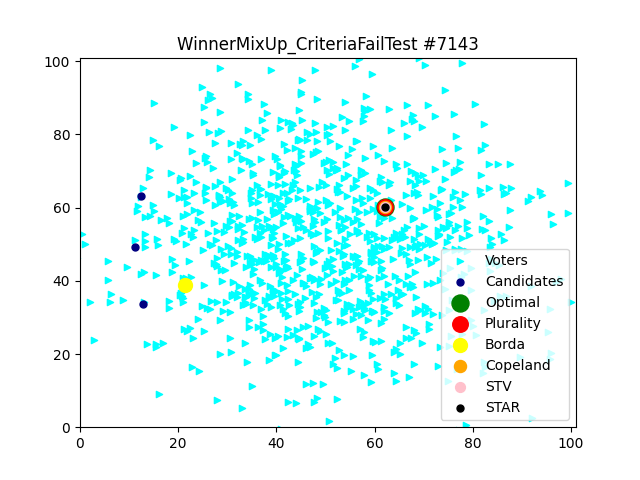 WinnerMixUp_CriteriaFailTest #7143
100
80
60
40
20
0
0 20 40 60 80 100
Voters
Candidates
Optimal
Plurality
Borda
Copeland
STV
STAR